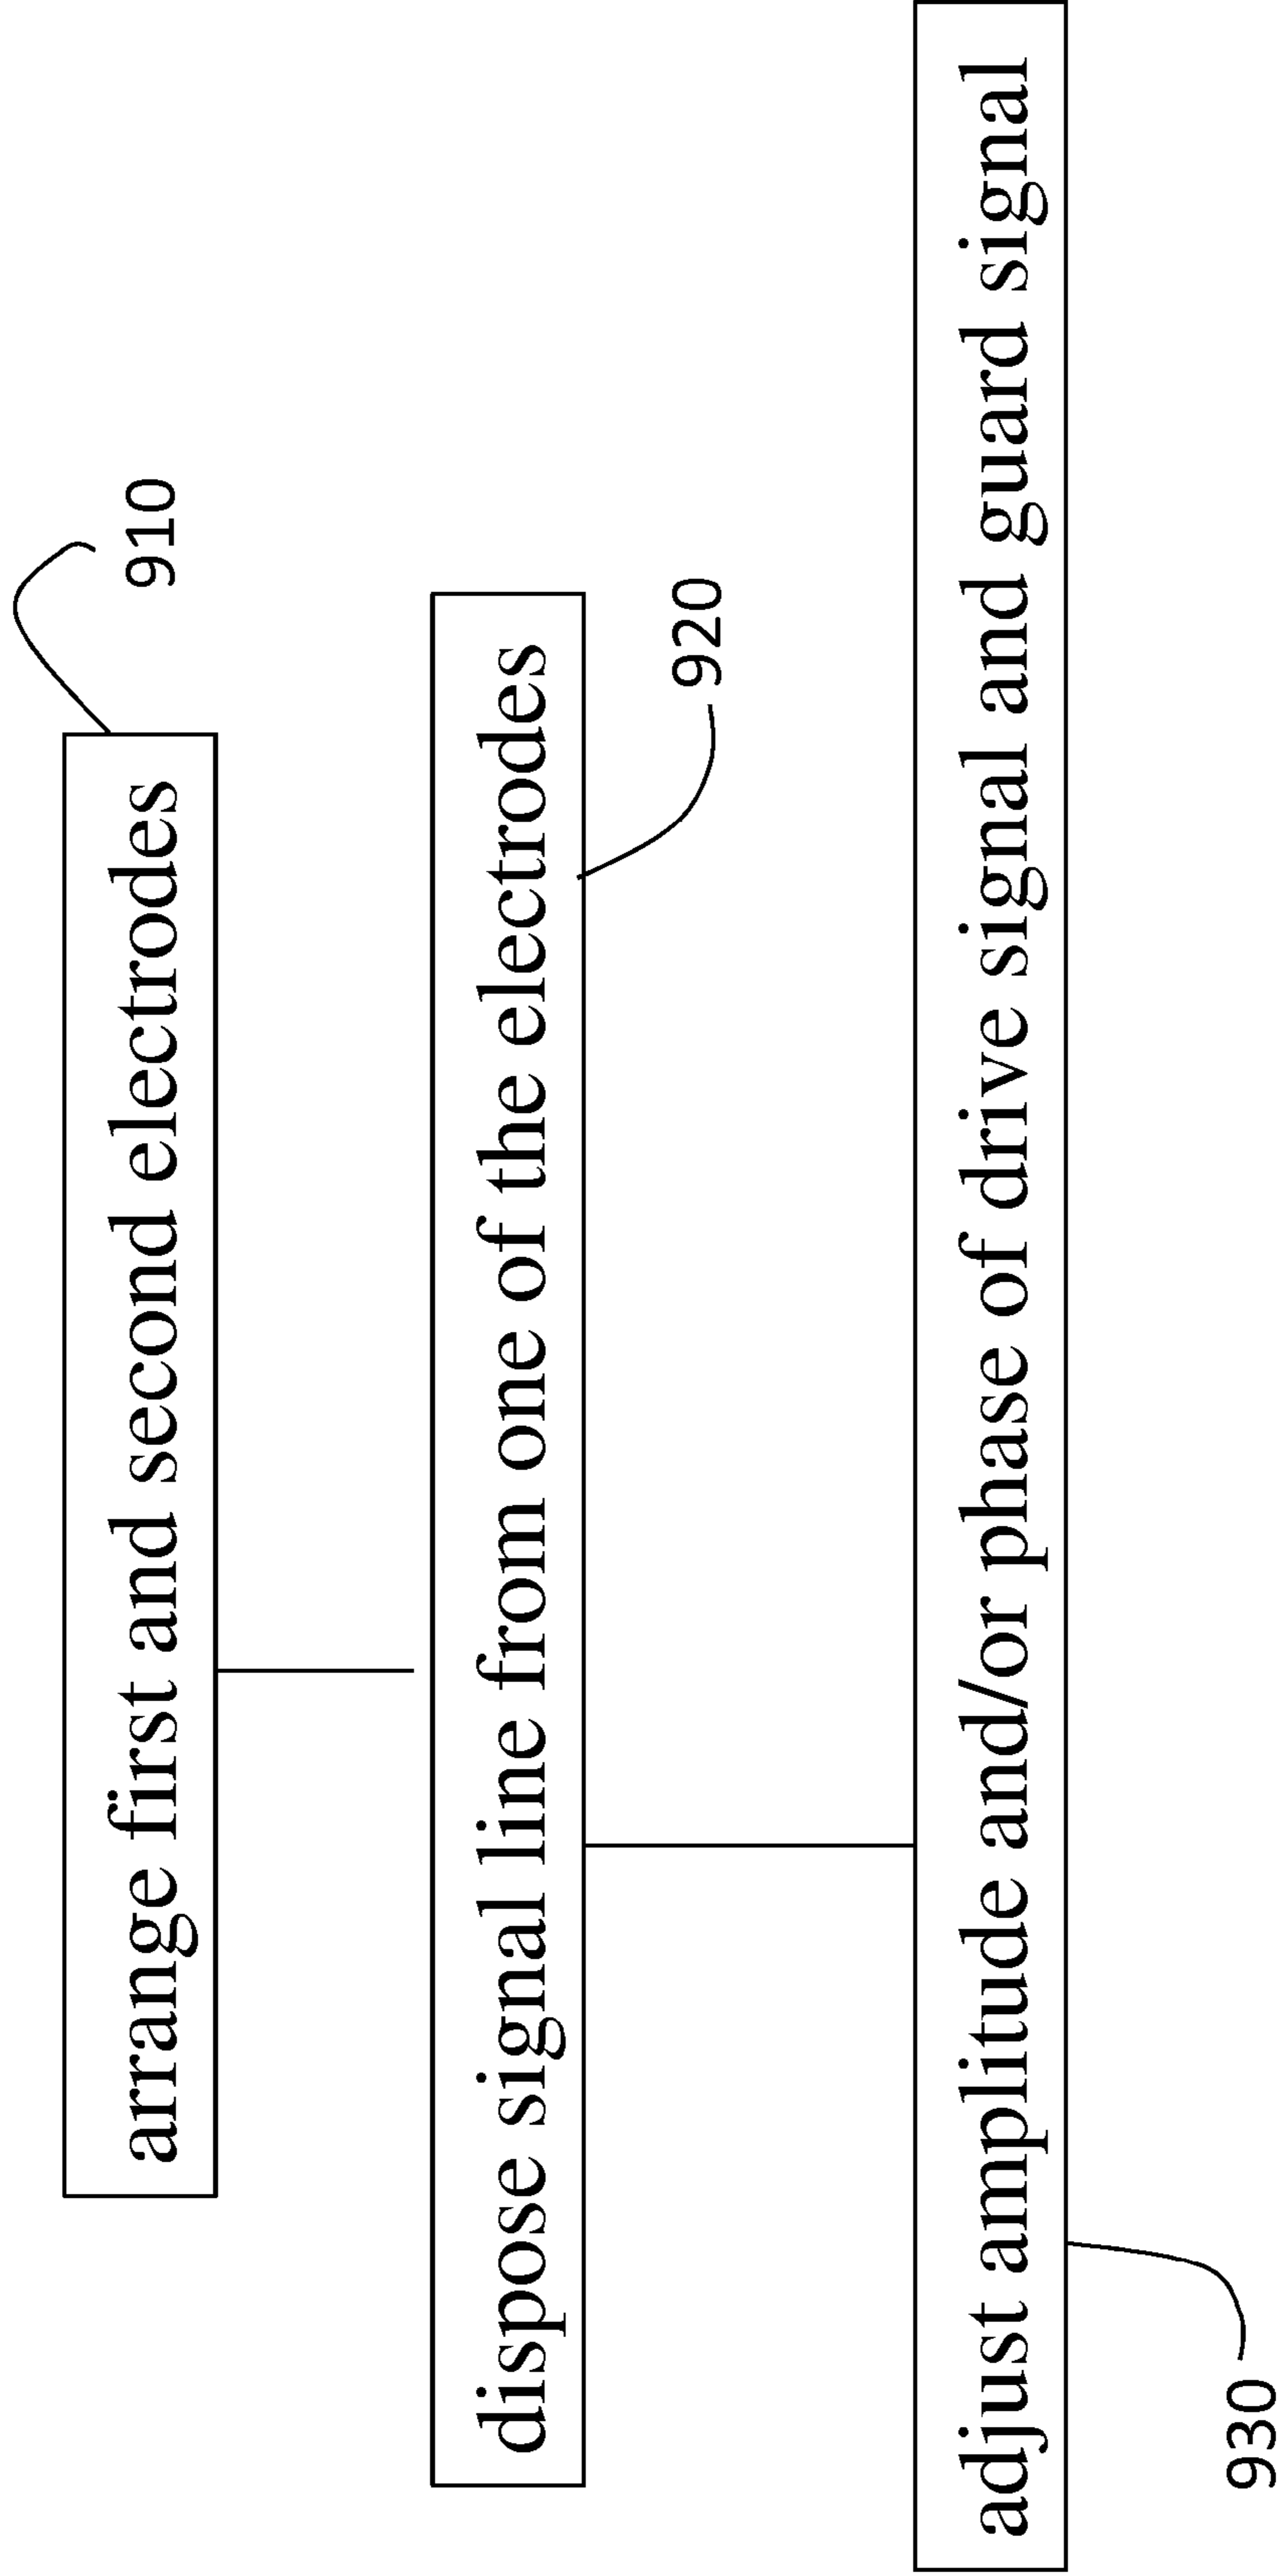 arrange first and second electrodes
910
dispose signal line from one of the electrodes
920
adjust amplitude and/or phase of drive signal and guard signal
930